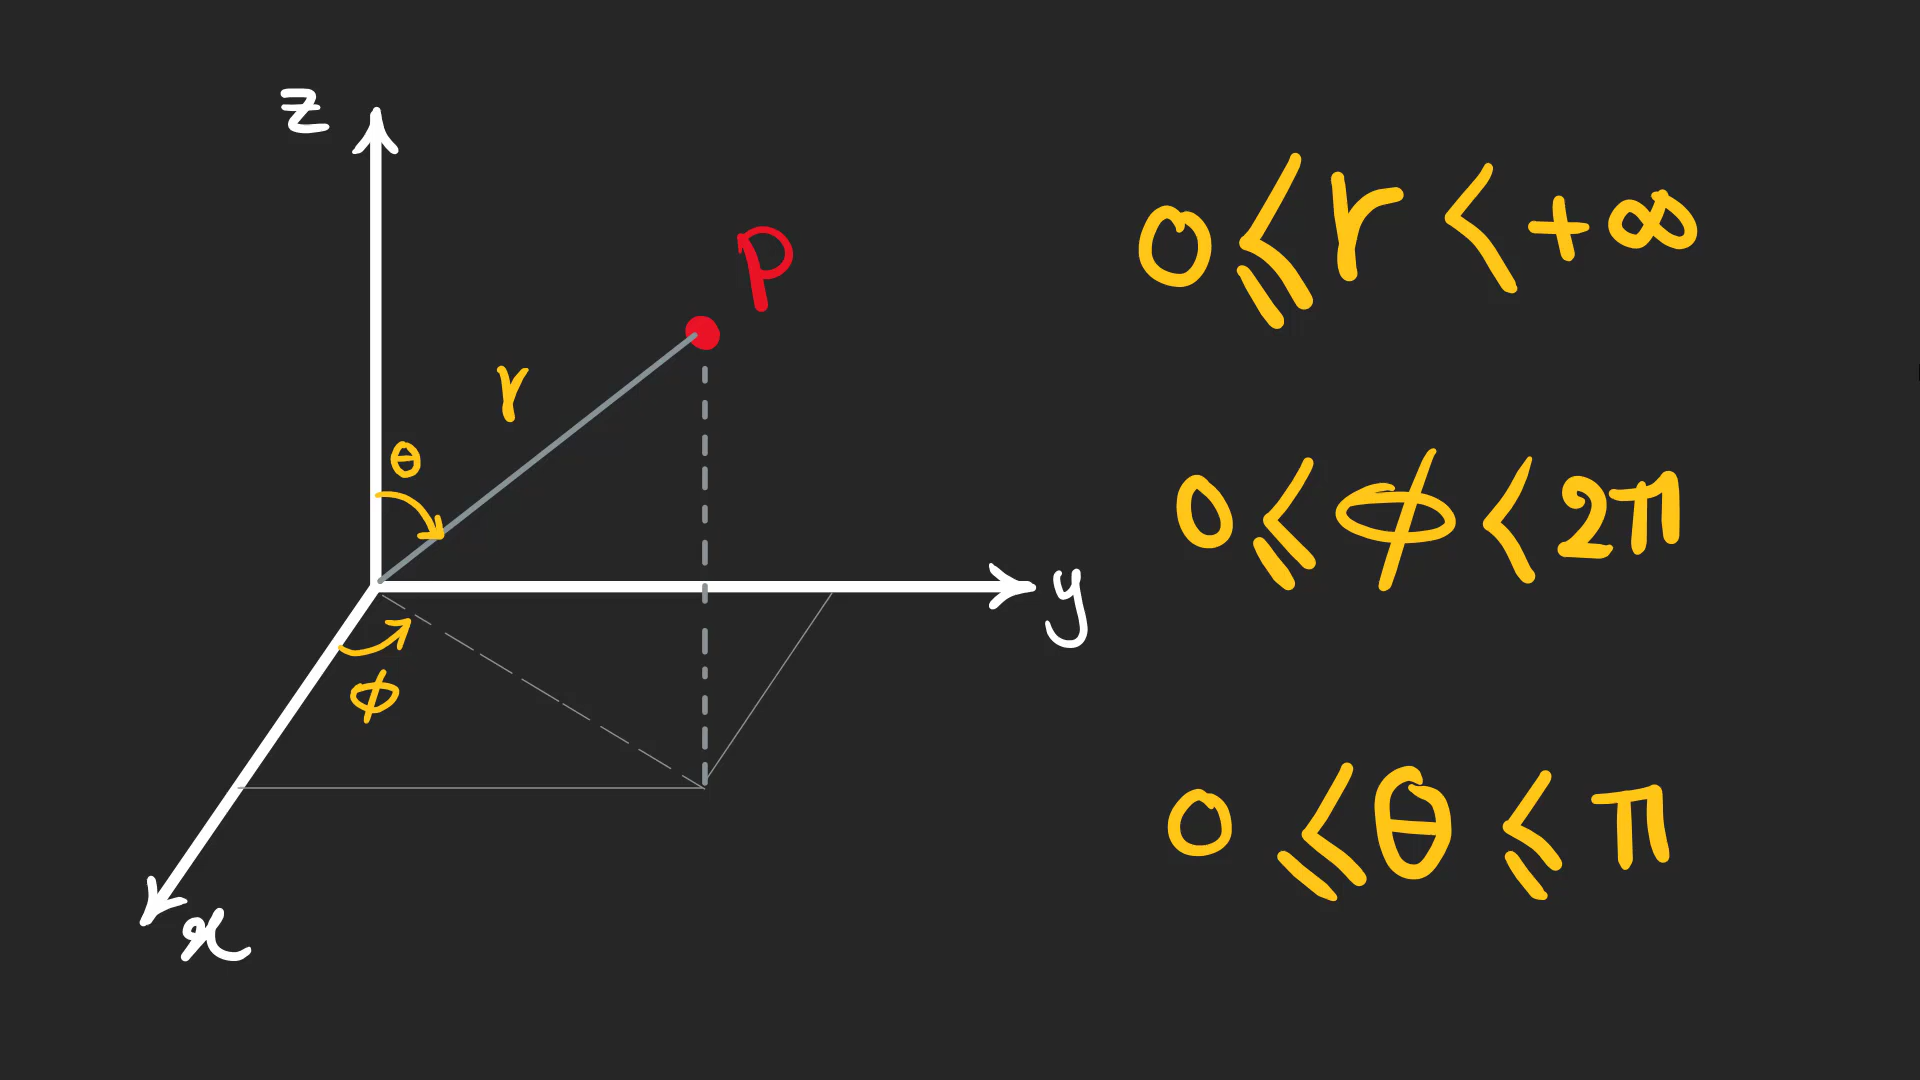 z
p
r
θ
y
ϕ
x
0 ≤ r < +∞
0 ≤ ϕ < 2π
0 ≤ θ ≤ π